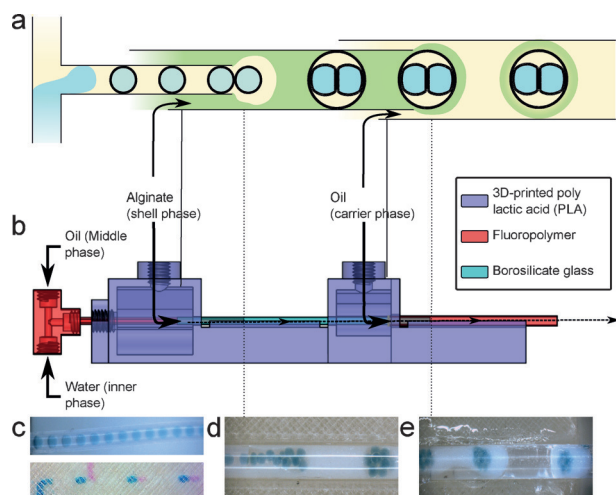 a
Alginate
(shell phase)
Oil
(carrier phase)
3D-printed poly
lactic acid (PLA)
Fluoropolymer
Borosilicate glass
b
Oil (Middle
phase)
Water (inner
phase)
c
d
e